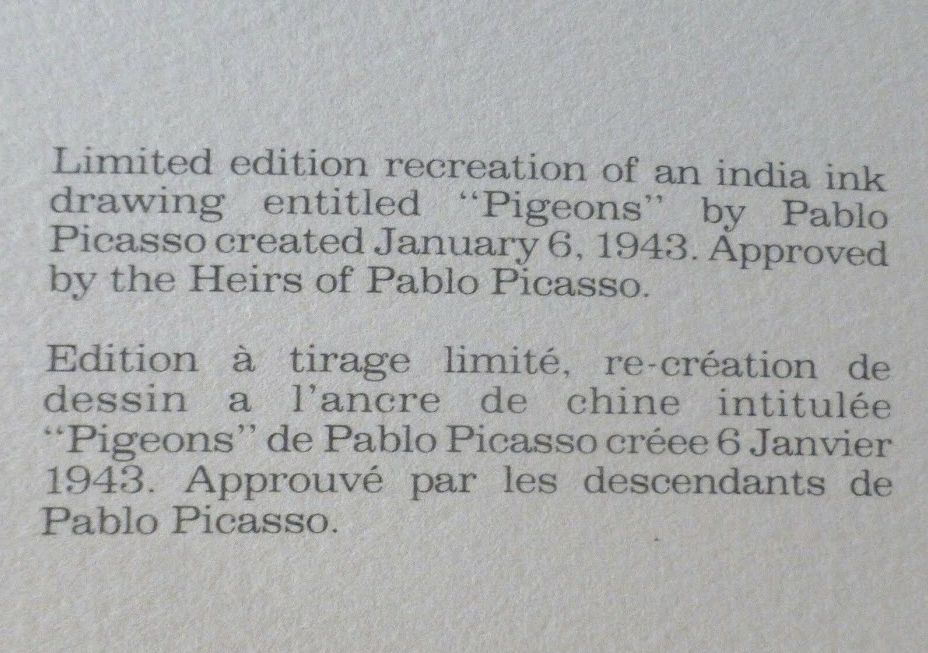 Limited edition recreation of an india ink
drawing entitled “Pigeons” by Pablo
Picasso created January 6, 1943. Approved
by the Heirs of Pablo Picasso.
Edition à tirage limité, re-création de
dessin a l’ancre de chine intitulée
“Pigeons” de Pablo Picasso créee 6 Janvier
1943. Approuvé par les descendants de
Pablo Picasso.